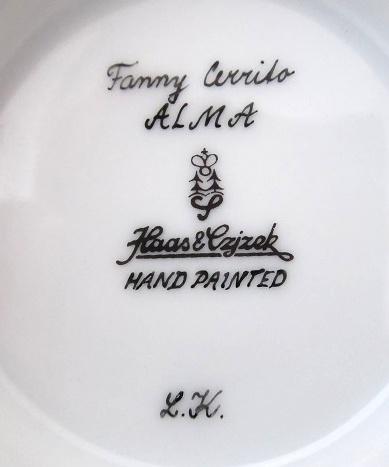 Fanny Cerrito
ALMA
S
Haas & Czjzek
HAND PAINTED
L.K.